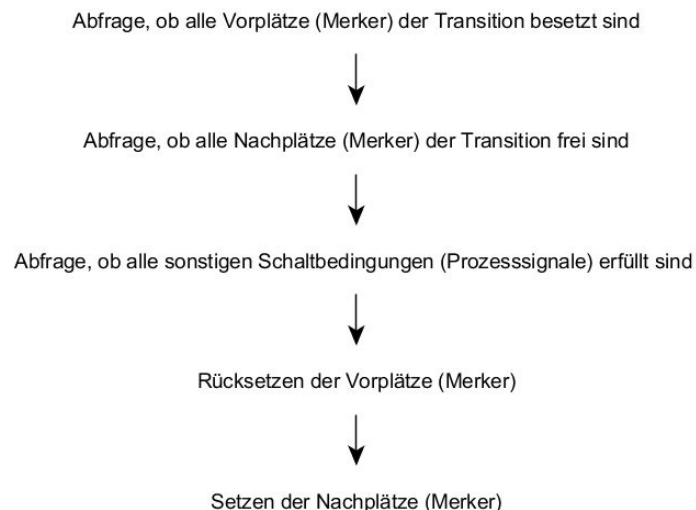 Abfrage, ob alle Vorplätze (Merker) der Transition besetzt sind
Abfrage, ob alle Nachplätze (Merker) der Transition frei sind
Abfrage, ob alle sonstigen Schaltbedingungen (Prozesssignale) erfüllt sind
Rücksetzen der Vorplätze (Merker)
Setzen der Nachplätze (Merker)